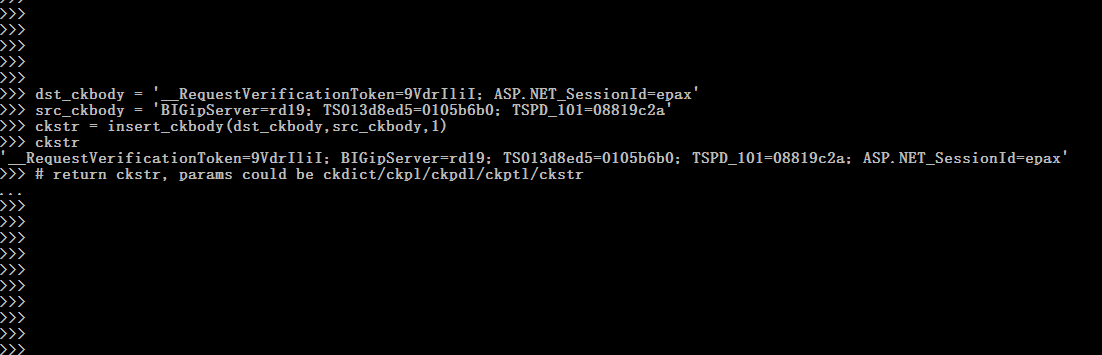 >>>
>>>
>>>
>>>
>>>
>>>
>>> dst_ckbody = '__RequestVerificationToken=9VdrIliI; ASP.NET_SessionId=epax'
>>> src_ckbody = 'BIGipServer=rd19; TS013d8ed5=0105b6b0; TSPD_101=08819c2a'
>>> ckstr = insert_ckbody(dst_ckbody,src_ckbody,1)
>>> ckstr
'__RequestVerificationToken=9VdrIliI; BIGipServer=rd19; TS013d8ed5=0105b6b0; TSPD_101=08819c2a; ASP.NET_SessionId=epax'
>>> # return ckstr, params could be ckdict/ckpl/ckpdl/ckptl/ckstr
...
>>>
>>>
>>>
>>>
>>>
>>>
>>>
>>>
>>>
>>>